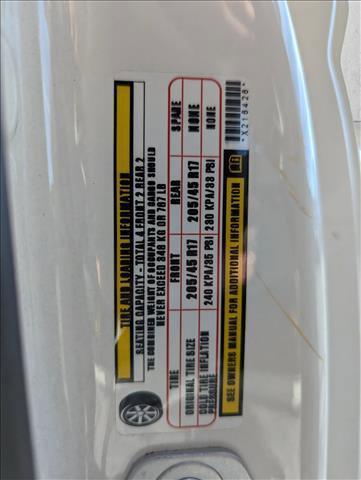 TIRE AND LOADING INFORMATION
SEATING CAPACITY - TOTAL 4 FRONT 2 REAR 2
THE COMBINED WEIGHT OF OCCUPANTS AND CARGO SHOULD
NEVER EXCEED 348 KG OR 767 LB
TIRE FRONT REAR SPARE
ORIGINAL TIRE SIZE 205/45 R17 205/45 R17 NONE
COLD TIRE INFLATION PRESSURE 240 KPA/35 PSI 230 KPA/33 PSI NONE
SEE OWNERS MANUAL FOR ADDITIONAL INFORMATION
*X218428*